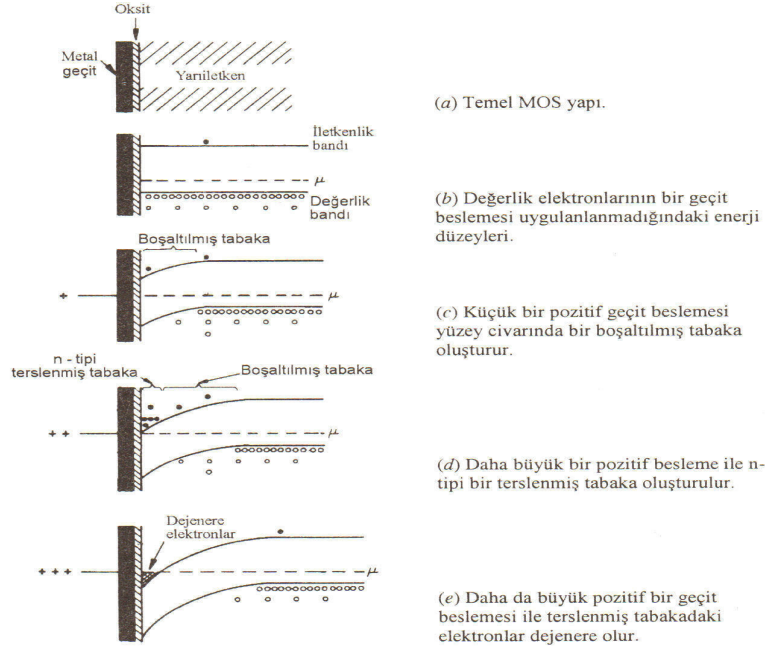 Oksit
Metal
geçit
Yarıiletken
(a) Temel MOS yapı.
İletkenlik
bandı
μ
Değerlik
bandı
(b) Değerlik elektronlarının bir geçit
beslemesi uygulanlanmadığındaki enerji
düzeyleri.
Boşaltılmış tabaka
+
μ
(c) Küçük bir pozitif geçit beslemesi
yüzey civarında bir boşaltılmış tabaka
oluşturur.
n - tipi
terslenmiş tabaka
Boşaltılmış tabaka
+ +
μ
(d) Daha büyük bir pozitif besleme ile n-
tipi bir terslenmiş tabaka oluşturulur.
Dejenere
elektronlar
+ + +
μ
(e) Daha da büyük pozitif bir geçit
beslemesi ile terslenmiş tabakadaki
elektronlar dejenere olur.